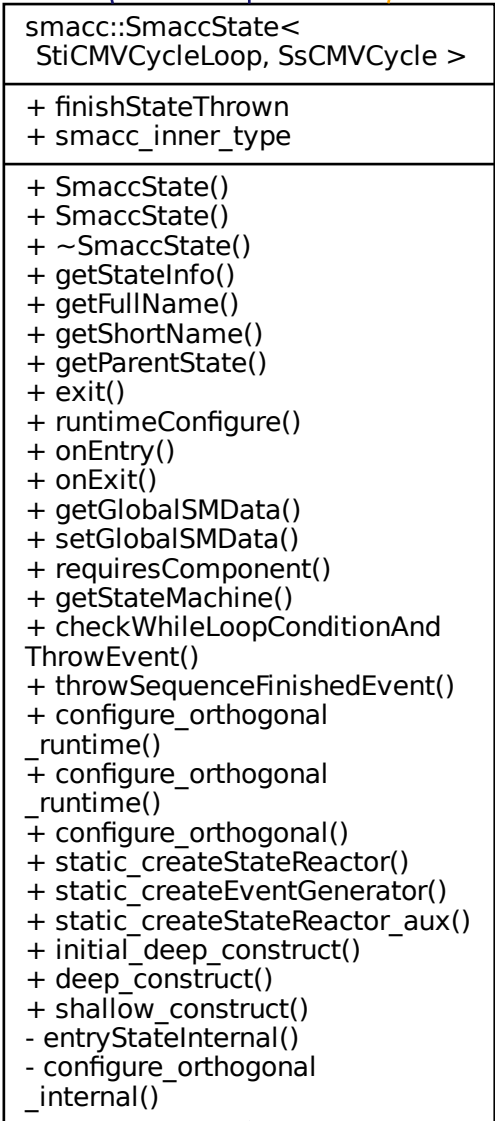 smacc::SmaccState<
StiCMVCycleLoop, SsCMVCycle >
+ finishStateThrown
+ smacc_inner_type
+ SmaccState()
+ SmaccState()
+ ~SmaccState()
+ getStateInfo()
+ getFullName()
+ getShortName()
+ getParentState()
+ exit()
+ runtimeConfigure()
+ onEntry()
+ onExit()
+ getGlobalSMData()
+ setGlobalSMData()
+ requiresComponent()
+ getStateMachine()
+ checkWhileLoopConditionAnd
ThrowEvent()
+ throwSequenceFinishedEvent()
+ configure_orthogonal
_runtime()
+ configure_orthogonal
_runtime()
+ configure_orthogonal()
+ static_createStateReactor()
+ static_createEventGenerator()
+ static_createStateReactor_aux()
+ initial_deep_construct()
+ deep_construct()
+ shallow_construct()
- entryStateInternal()
- configure_orthogonal
_internal()